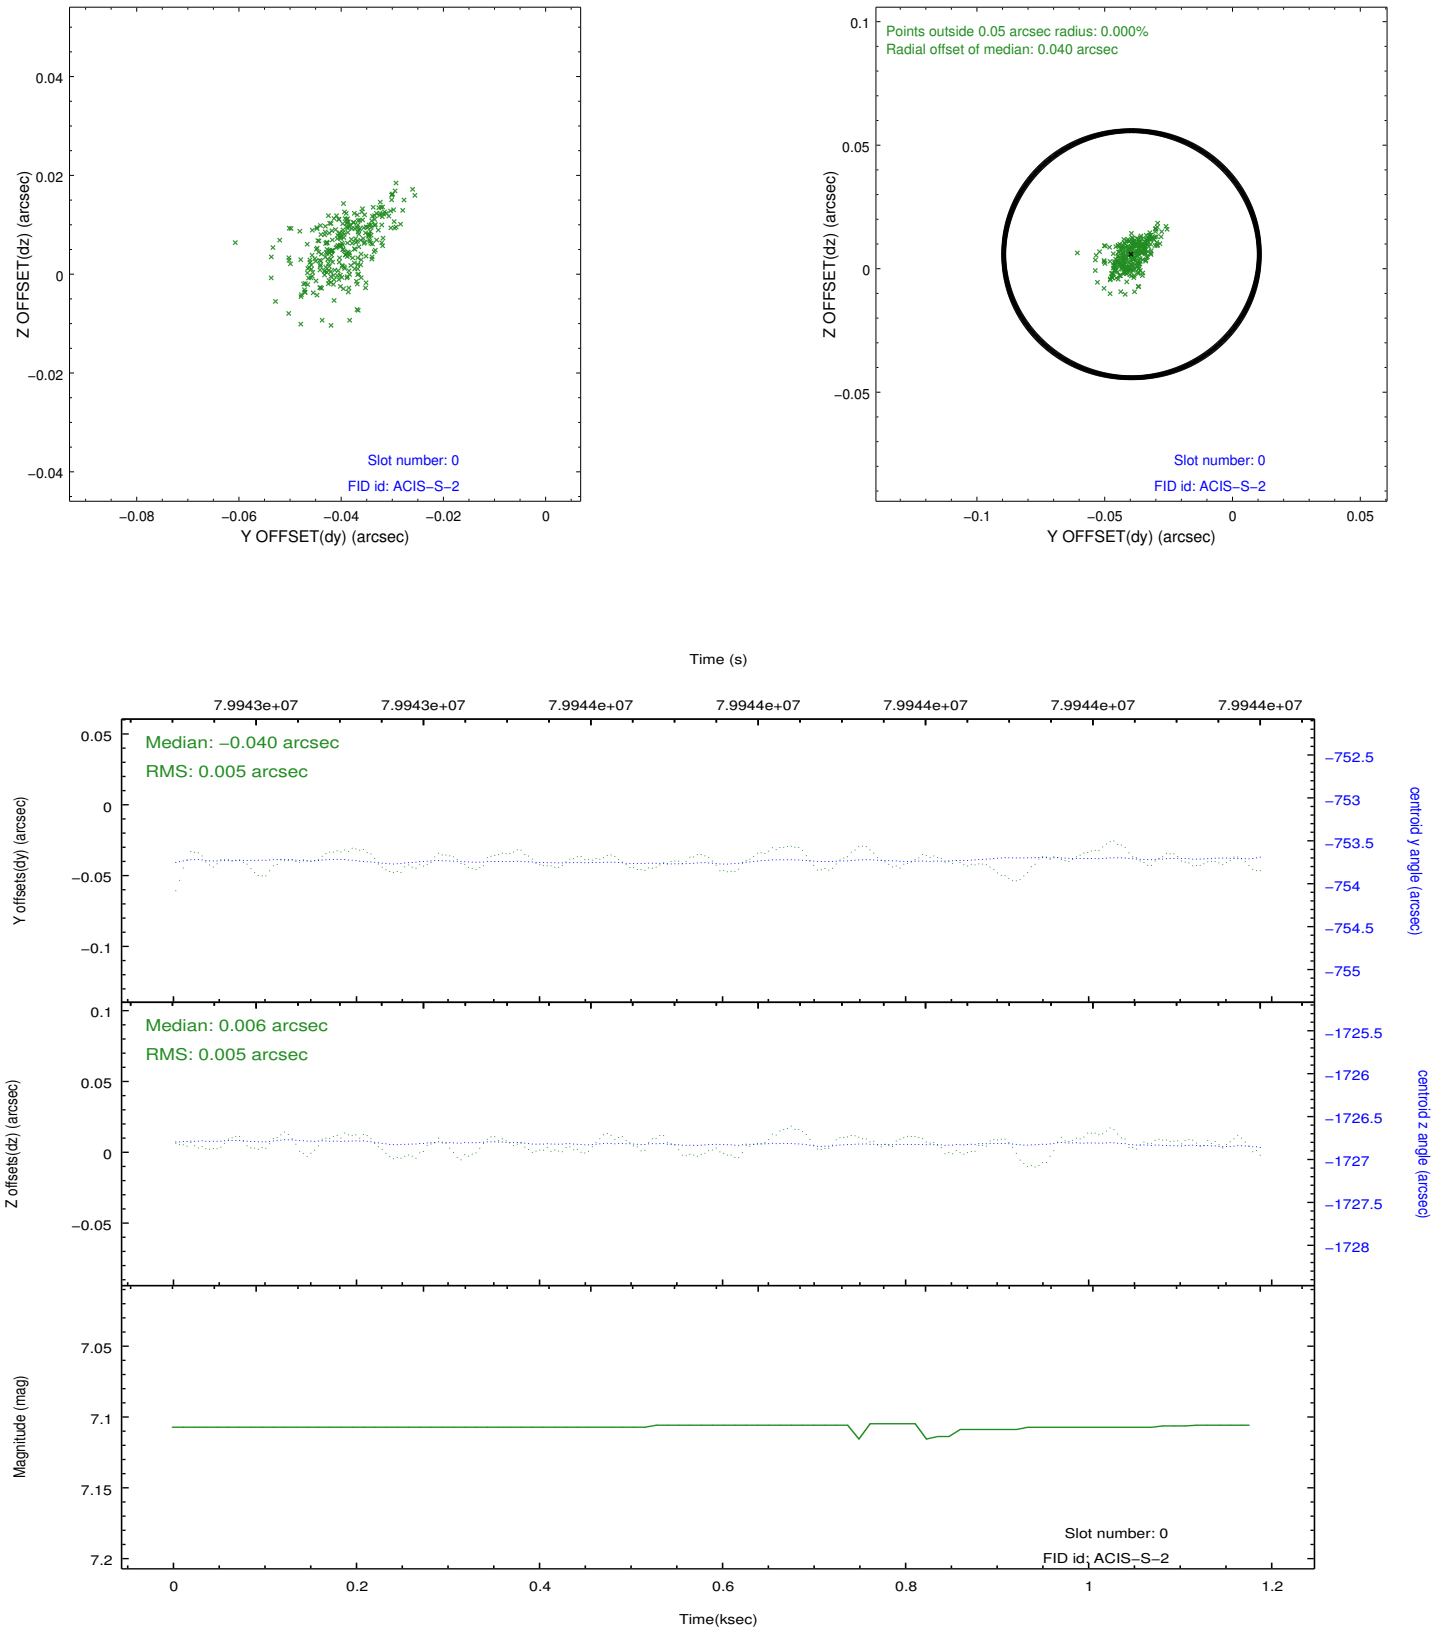 0.04
0.02
0
−0.02
−0.04
Z OFFSET(dz) (arcsec)
Slot number: 0
FID id: ACIS−S−2
−0.08
−0.06
−0.04
−0.02
0
Y OFFSET(dy) (arcsec)
Points outside 0.05 arcsec radius: 0.000%
Radial offset of median: 0.040 arcsec
0.1
0.05
0
−0.05
Z OFFSET(dz) (arcsec)
Slot number: 0
FID id: ACIS−S−2
−0.1
−0.05
0
0.05
Y OFFSET(dy) (arcsec)
Time (s)
7.9943e+07
7.9943e+07
7.9944e+07
7.9944e+07
7.9944e+07
7.9944e+07
7.9944e+07
Median: −0.040 arcsec
RMS: 0.005 arcsec
0.05
0
−0.05
−0.1
Y offsets(dy) (arcsec)
−752.5
−753
−753.5
−754
−754.5
−755
centroid y angle (arcsec)
Median: 0.006 arcsec
RMS: 0.005 arcsec
0.1
0.05
0
−0.05
Z offsets(dz) (arcsec)
−1725.5
−1726
−1726.5
−1727
−1727.5
−1728
centroid z angle (arcsec)
7.05
7.1
7.15
7.2
Magnitude (mag)
Slot number: 0
FID id: ACIS−S−2
0
0.2
0.4
0.6
0.8
1
1.2
Time(ksec)